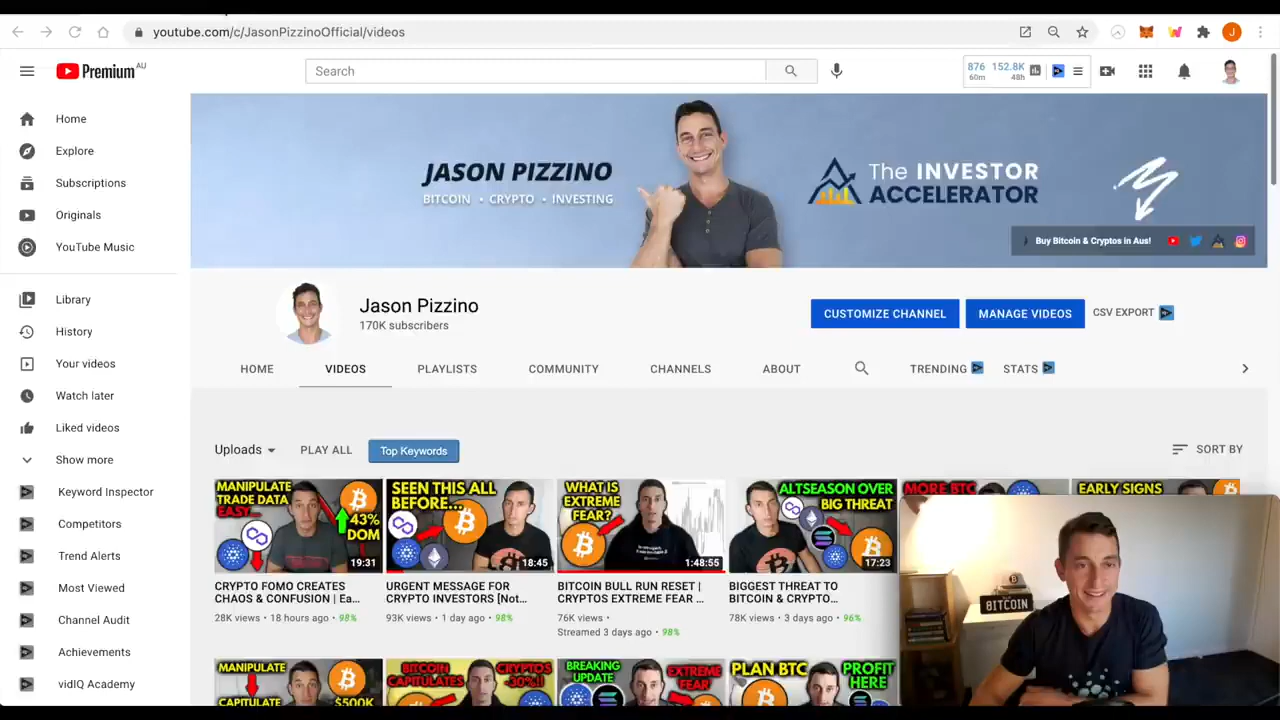 youtube.com/c/JasonPizzinoOfficial/videos
J
Premium AU
Search
876 152.8K
60m 48h
Home
Explore
Subscriptions
Originals
YouTube Music
Library
History
Your videos
Watch later
Liked videos
Show more
Keyword Inspector
Competitors
Trend Alerts
Most Viewed
Channel Audit
Achievements
vidIQ Academy
JASON PIZZINO
BITCOIN • CRYPTO • INVESTING
The INVESTOR
ACCELERATOR
Buy Bitcoin & Cryptos in Aus!
Jason Pizzino
170K subscribers
CUSTOMIZE CHANNEL
MANAGE VIDEOS
CSV EXPORT
HOME
VIDEOS
PLAYLISTS
COMMUNITY
CHANNELS
ABOUT
TRENDING
STATS
Uploads
PLAY ALL
Top Keywords
SORT BY
MANIPULATE
TRADE DATA
EASY...
43%
DOM
19:31
CRYPTO FOMO CREATES
CHAOS & CONFUSION | Ea...
28K views • 18 hours ago • 98%
SEEN THIS ALL
BEFORE...
18:45
URGENT MESSAGE FOR
CRYPTO INVESTORS [Not...
93K views • 1 day ago • 98%
WHAT IS
EXTREME
FEAR?
1:48:55
BITCOIN BULL RUN RESET |
CRYPTOS EXTREME FEAR ...
76K views •
Streamed 3 days ago • 98%
ALTSEASON OVER
BIG THREAT
17:23
BIGGEST THREAT TO
BITCOIN & CRYPTO...
78K views • 3 days ago • 96%
MORE BTC
EARLY SIGNS
BITCOIN
MANIPULATE
CAPITULATE
$500K
BITCOIN
CAPITULATES
CRYPTOS
-30%!!
BREAKING
UPDATE
EXTREME
FEAR
PLAN BTC
PROFIT
HERE